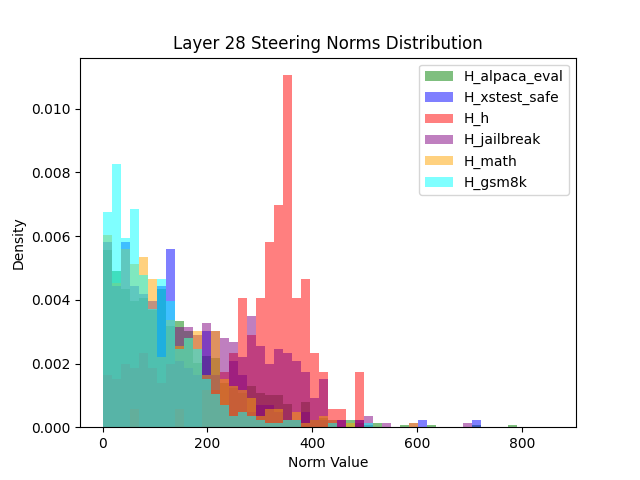 Layer 28 Steering Norms Distribution
H_alpaca_eval
H_xstest_safe
H_h
H_jailbreak
H_math
H_gsm8k
0.010
0.008
0.006
0.004
0.002
0.000
Density
0 200 400 600 800
Norm Value